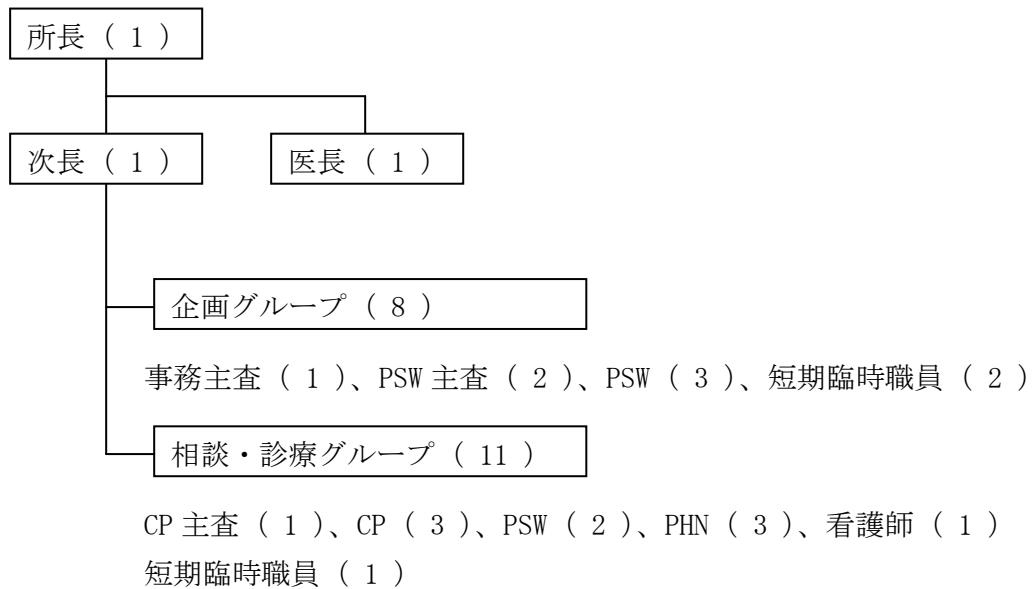 所長（ 1 ）
次長（ 1 ） 医長（ 1 ）
企画グループ（ 8 ）
事務主査（ 1 ）、PSW 主査（ 2 ）、PSW（ 3 ）、短期臨時職員（ 2 ）
相談・診療グループ（ 11 ）
CP 主査（ 1 ）、CP（ 3 ）、PSW（ 2 ）、PHN（ 3 ）、看護師（ 1 ）
短期臨時職員（ 1 ）